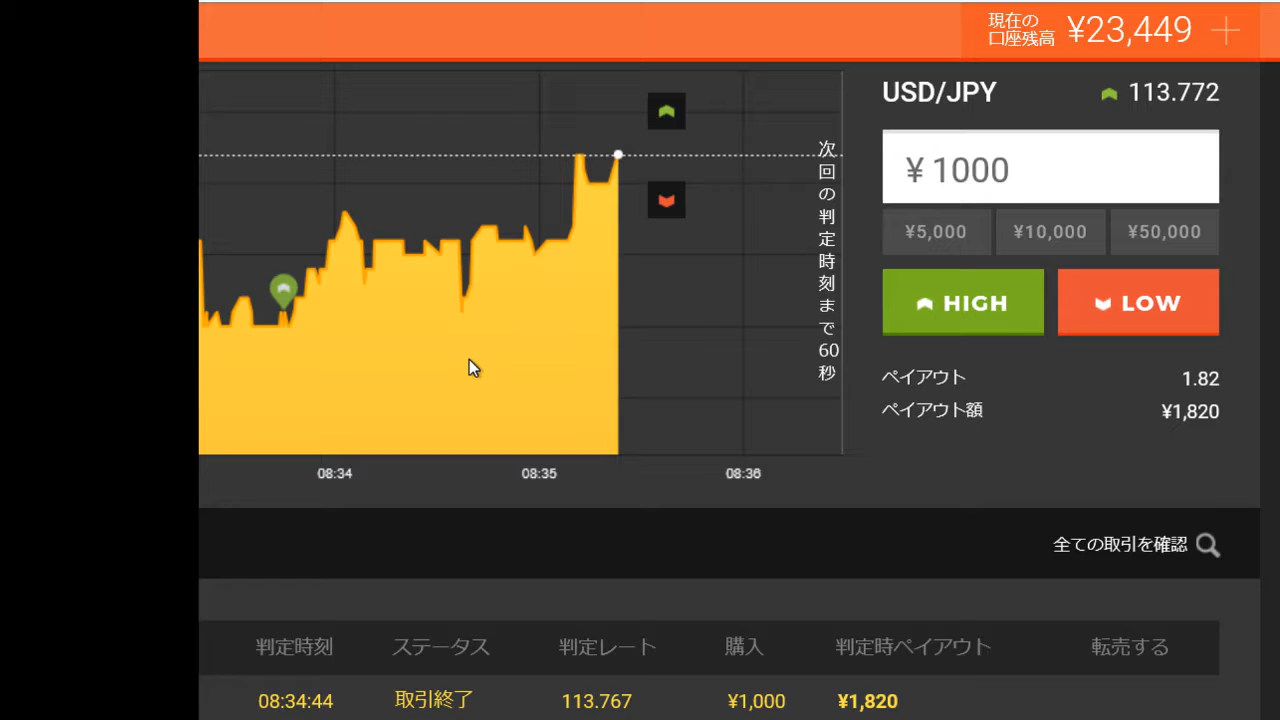 現在の
口座残高 ¥23,449
USD/JPY 113.772
¥ 1000
¥5,000 ¥10,000 ¥50,000
HIGH LOW
ペイアウト 1.82
ペイアウト額 ¥1,820
次回の判定時刻まで60秒
08:34 08:35 08:36
全ての取引を確認
判定時刻 ステータス 判定レート 購入 判定時ペイアウト 転売する
08:34:44 取引終了 113.767 ¥1,000 ¥1,820